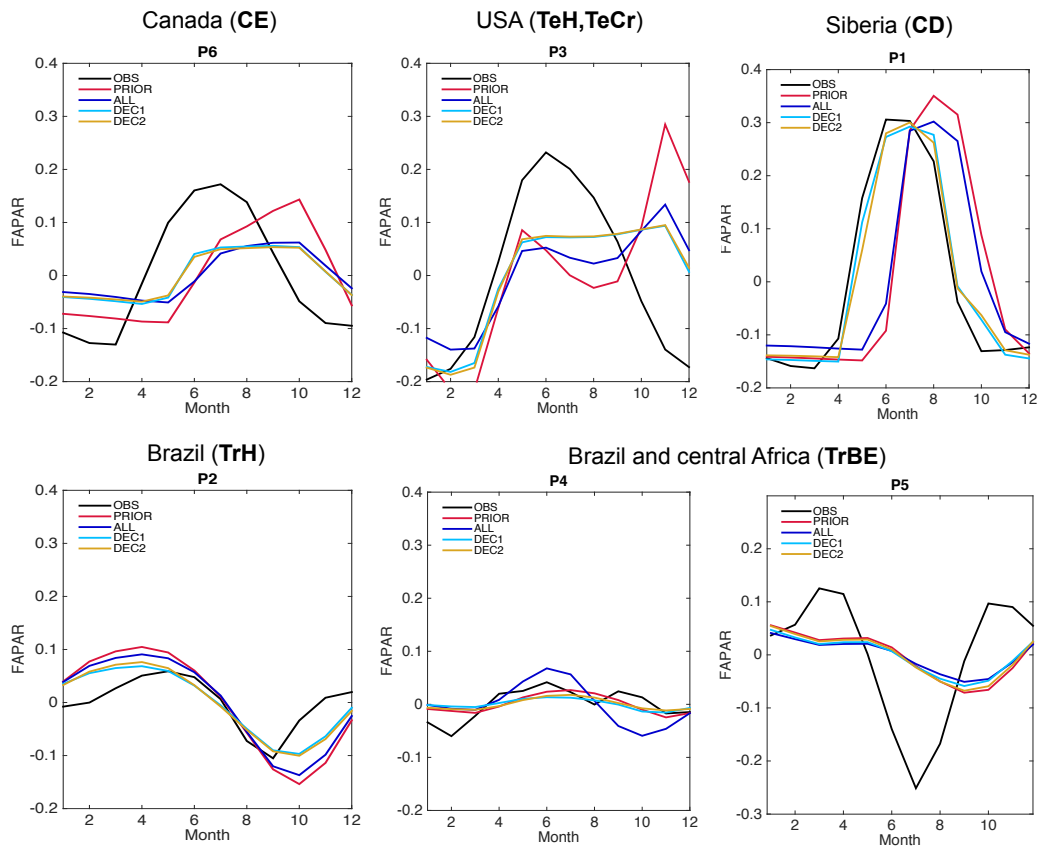 Canada (CE)
P6
0.4
0.3
0.2
0.1
0
-0.1
-0.2
FAPAR
OBS
PRIOR
ALL
DEC1
DEC2
2 4 6 8 10 12
Month
USA (TeH,TeCr)
P3
0.4
0.3
0.2
0.1
0
-0.1
-0.2
FAPAR
OBS
PRIOR
ALL
DEC1
DEC2
2 4 6 8 10 12
Month
Siberia (CD)
P1
0.4
0.3
0.2
0.1
0
-0.1
-0.2
FAPAR
OBS
PRIOR
ALL
DEC1
DEC2
2 4 6 8 10 12
Month
Brazil (TrH)
P2
0.4
0.3
0.2
0.1
0
-0.1
-0.2
FAPAR
OBS
PRIOR
ALL
DEC1
DEC2
2 4 6 8 10 12
Month
Brazil and central Africa (TrBE)
P4
0.4
0.3
0.2
0.1
0
-0.1
-0.2
FAPAR
OBS
PRIOR
ALL
DEC1
DEC2
2 4 6 8 10 12
Month
P5
0.2
0.1
0
-0.1
-0.2
-0.3
FAPAR
OBS
PRIOR
ALL
DEC1
DEC2
2 4 6 8 10
Month